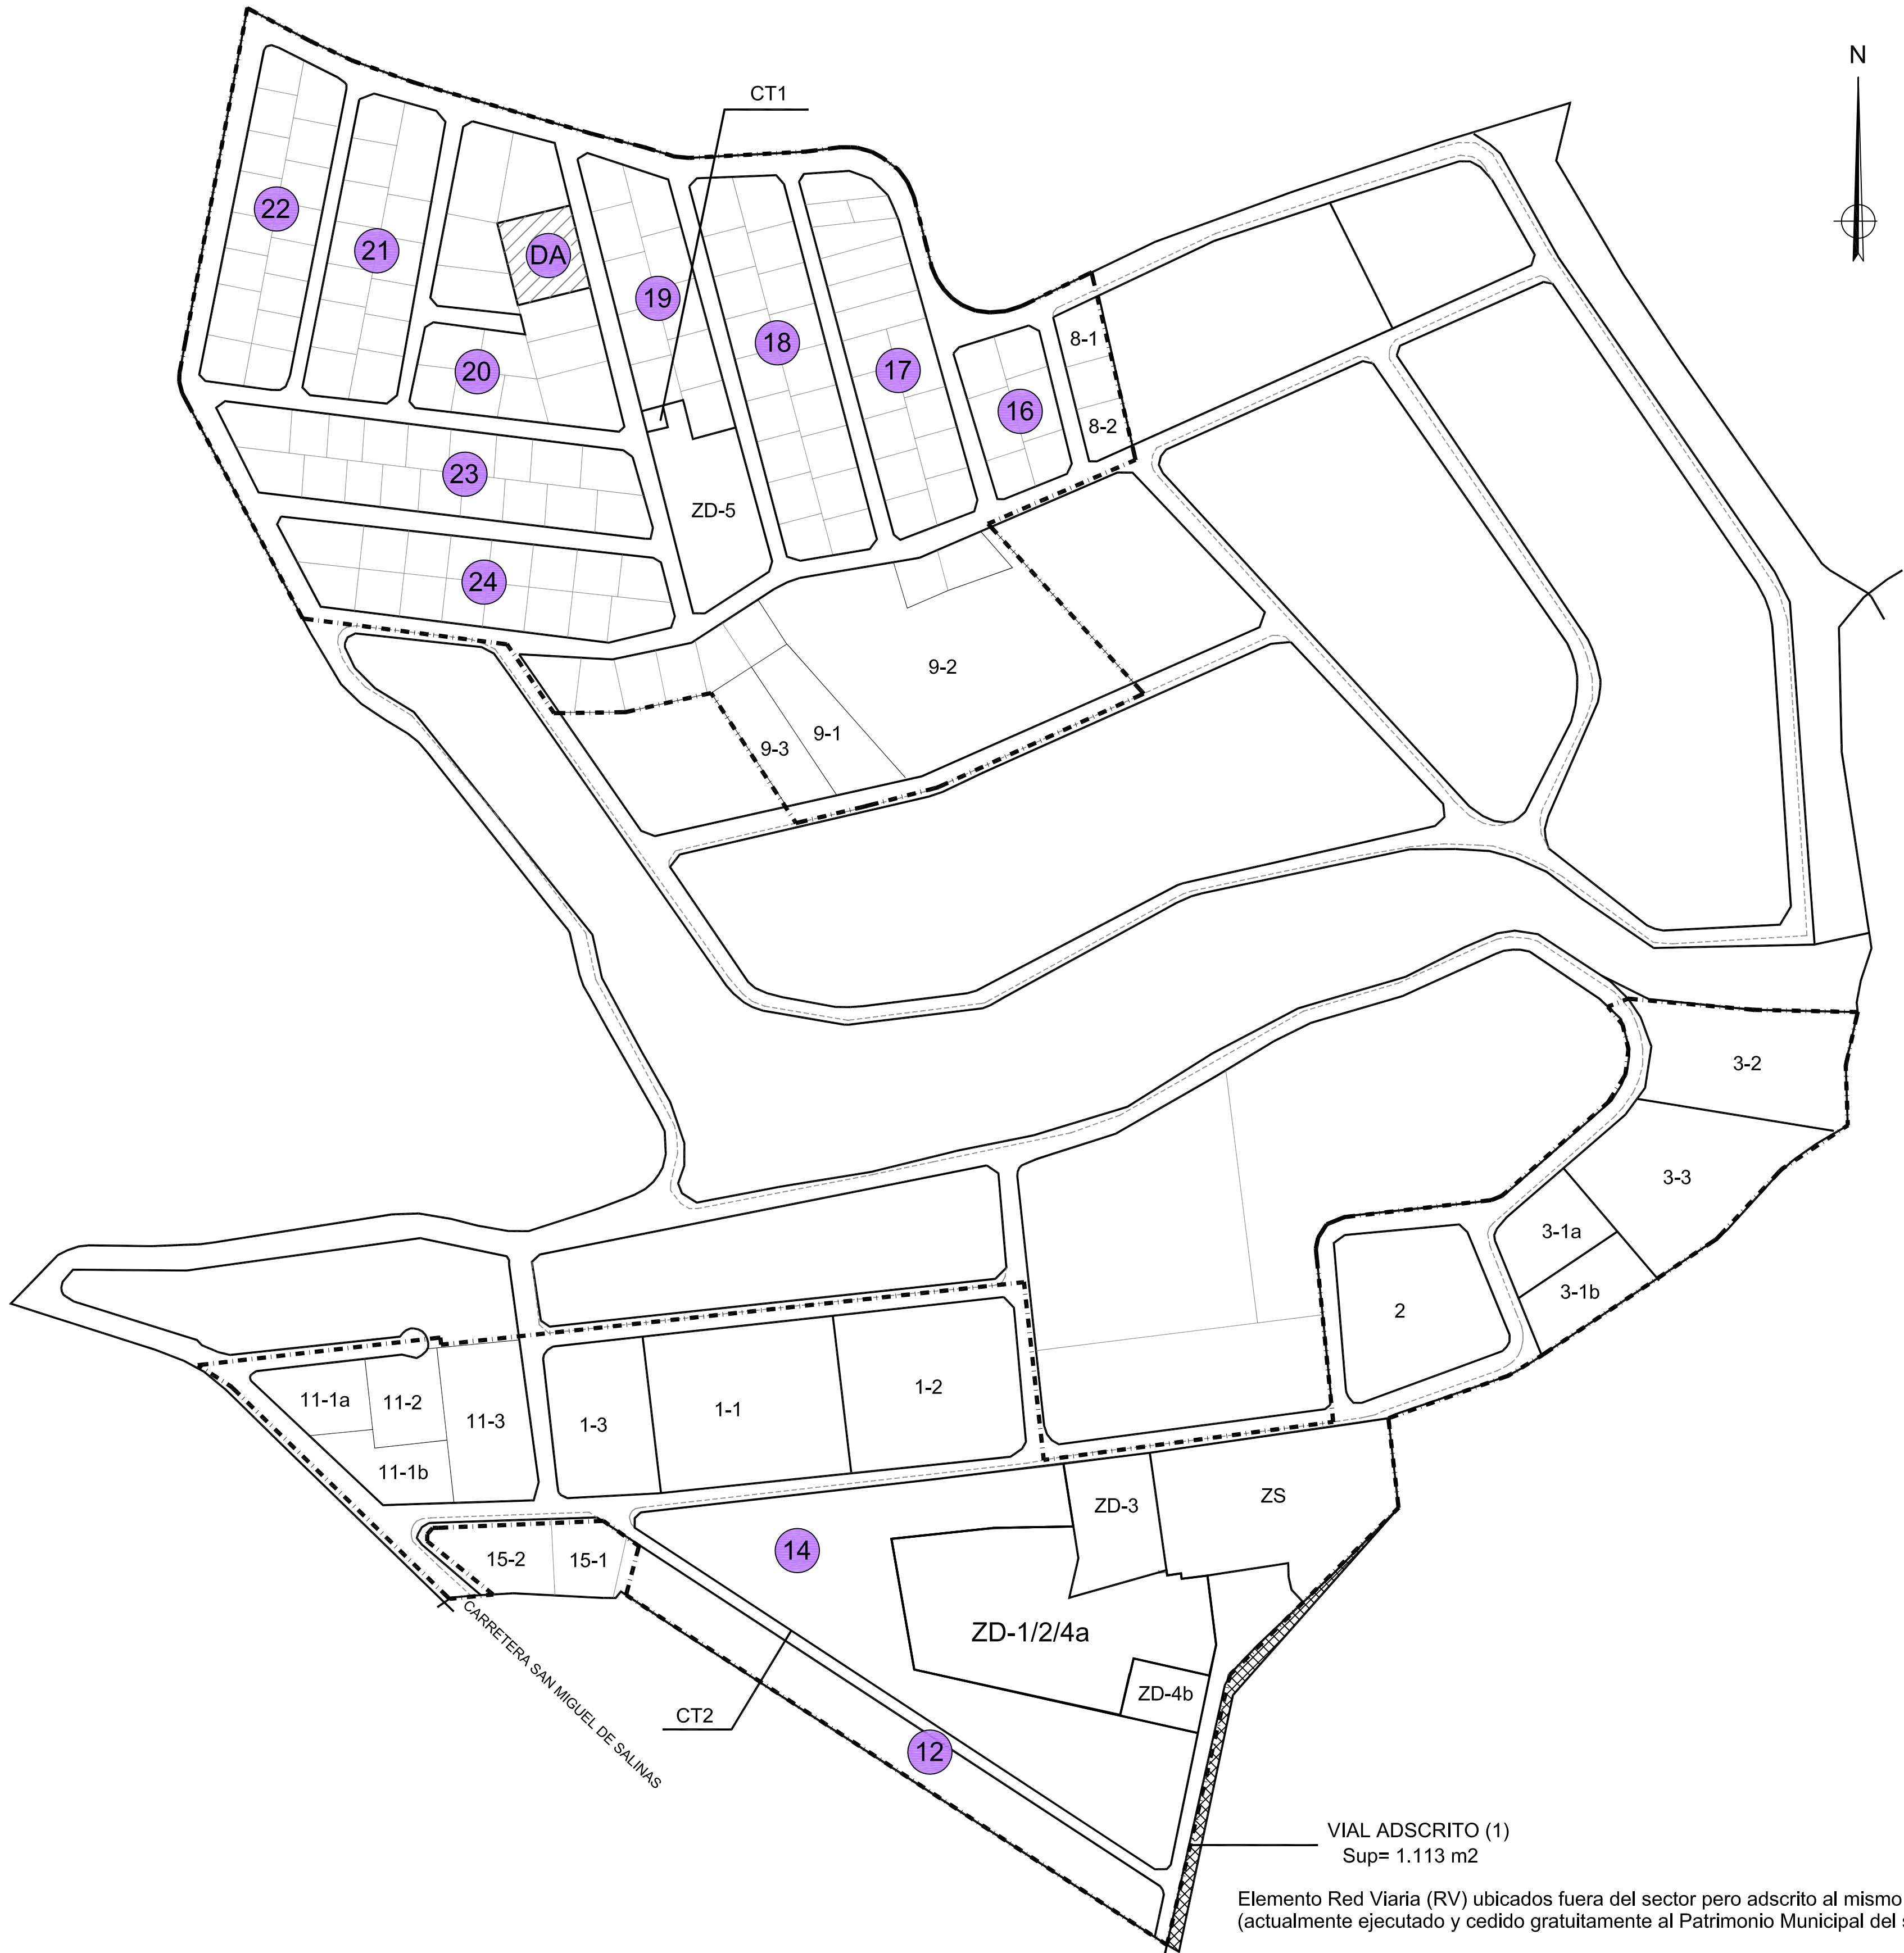 N
CT1
22
21
DA
19
18
17
20
16
8-1
8-2
23
ZD-5
24
9-2
9-1
9-3
3-2
3-3
3-1a
3-1b
2
11-1a
11-2
11-3
11-1b
1-3
1-1
1-2
ZD-3
ZS
15-2
15-1
14
ZD-1/2/4a
ZD-4b
CARRETERA SAN MIGUEL DE SALINAS
CT2
12
VIAL ADSCRITO (1)
Sup= 1.113 m2
Elemento Red Viaria (RV) ubicados fuera del sector pero adscrito al mismo
(actualmente ejecutado y cedido gratuitamente al Patrimonio Municipal del